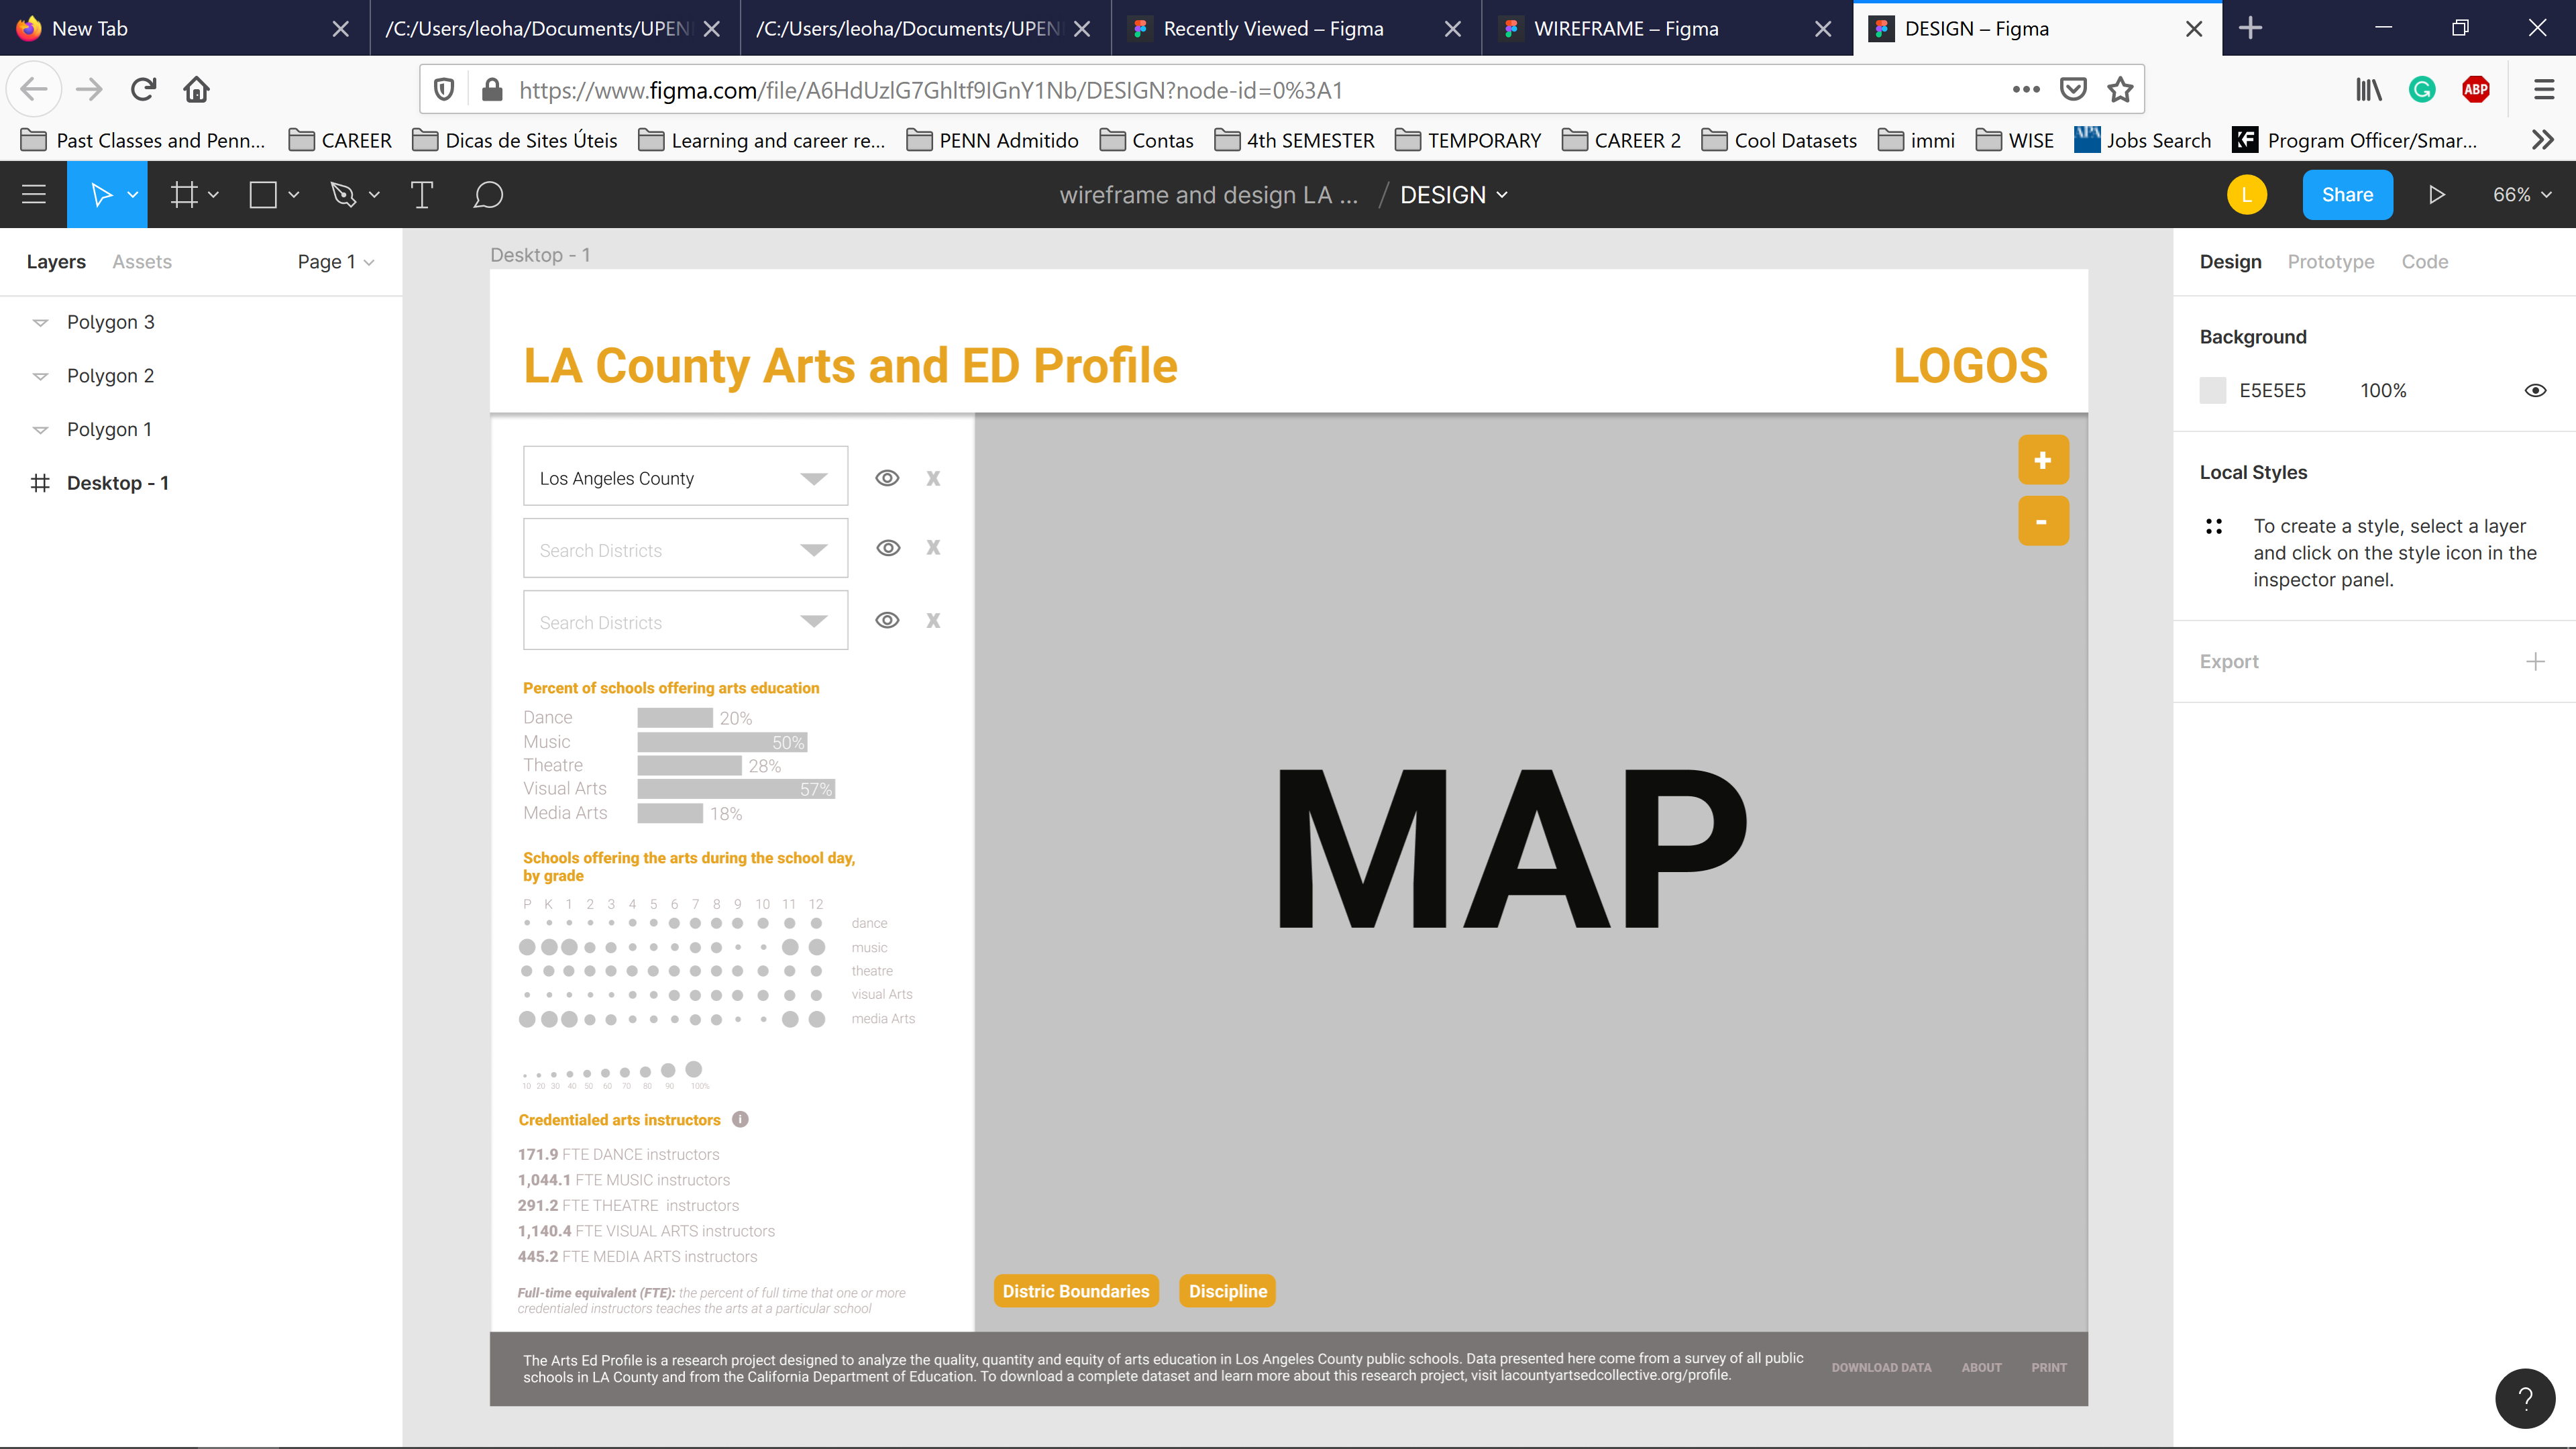 New Tab
/C:/Users/leoha/Documents/UPEN
/C:/Users/leoha/Documents/UPEN
Recently Viewed – Figma
WIREFRAME – Figma
DESIGN – Figma
https://www.figma.com/file/A6HdUzlG7Ghltf9IGnY1Nb/DESIGN?node-id=0%3A1
ABP
Past Classes and Penn...
CAREER
Dicas de Sites Úteis
Learning and career re...
PENN Admitido
Contas
4th SEMESTER
TEMPORARY
CAREER 2
Cool Datasets
immi
WISE
Jobs Search
Program Officer/Smar...
wireframe and design LA ... / DESIGN
L
Share
66%
Layers
Assets
Page 1
Polygon 3
Polygon 2
Polygon 1
Desktop - 1
Desktop - 1
LA County Arts and ED Profile
LOGOS
Los Angeles County
X
Search Districts
X
Search Districts
X
Percent of schools offering arts education
Dance 20%
Music 50%
Theatre 28%
Visual Arts 57%
Media Arts 18%
Schools offering the arts during the school day,
by grade
P K 1 2 3 4 5 6 7 8 9 10 11 12
dance
music
theatre
visual Arts
media Arts
10 20 30 40 50 60 70 80 90 100%
Credentialed arts instructors i
171.9 FTE DANCE instructors
1,044.1 FTE MUSIC instructors
291.2 FTE THEATRE instructors
1,140.4 FTE VISUAL ARTS instructors
445.2 FTE MEDIA ARTS instructors
Full-time equivalent (FTE): the percent of full time that one or more
credentialed instructors teaches the arts at a particular school
+
-
MAP
Distric Boundaries
Discipline
The Arts Ed Profile is a research project designed to analyze the quality, quantity and equity of arts education in Los Angeles County public schools. Data presented here come from a survey of all public
schools in LA County and from the California Department of Education. To download a complete dataset and learn more about this research project, visit lacountyartsedcollective.org/profile.
DOWNLOAD DATA
ABOUT
PRINT
Design
Prototype
Code
Background
E5E5E5
100%
Local Styles
To create a style, select a layer
and click on the style icon in the
inspector panel.
Export
?